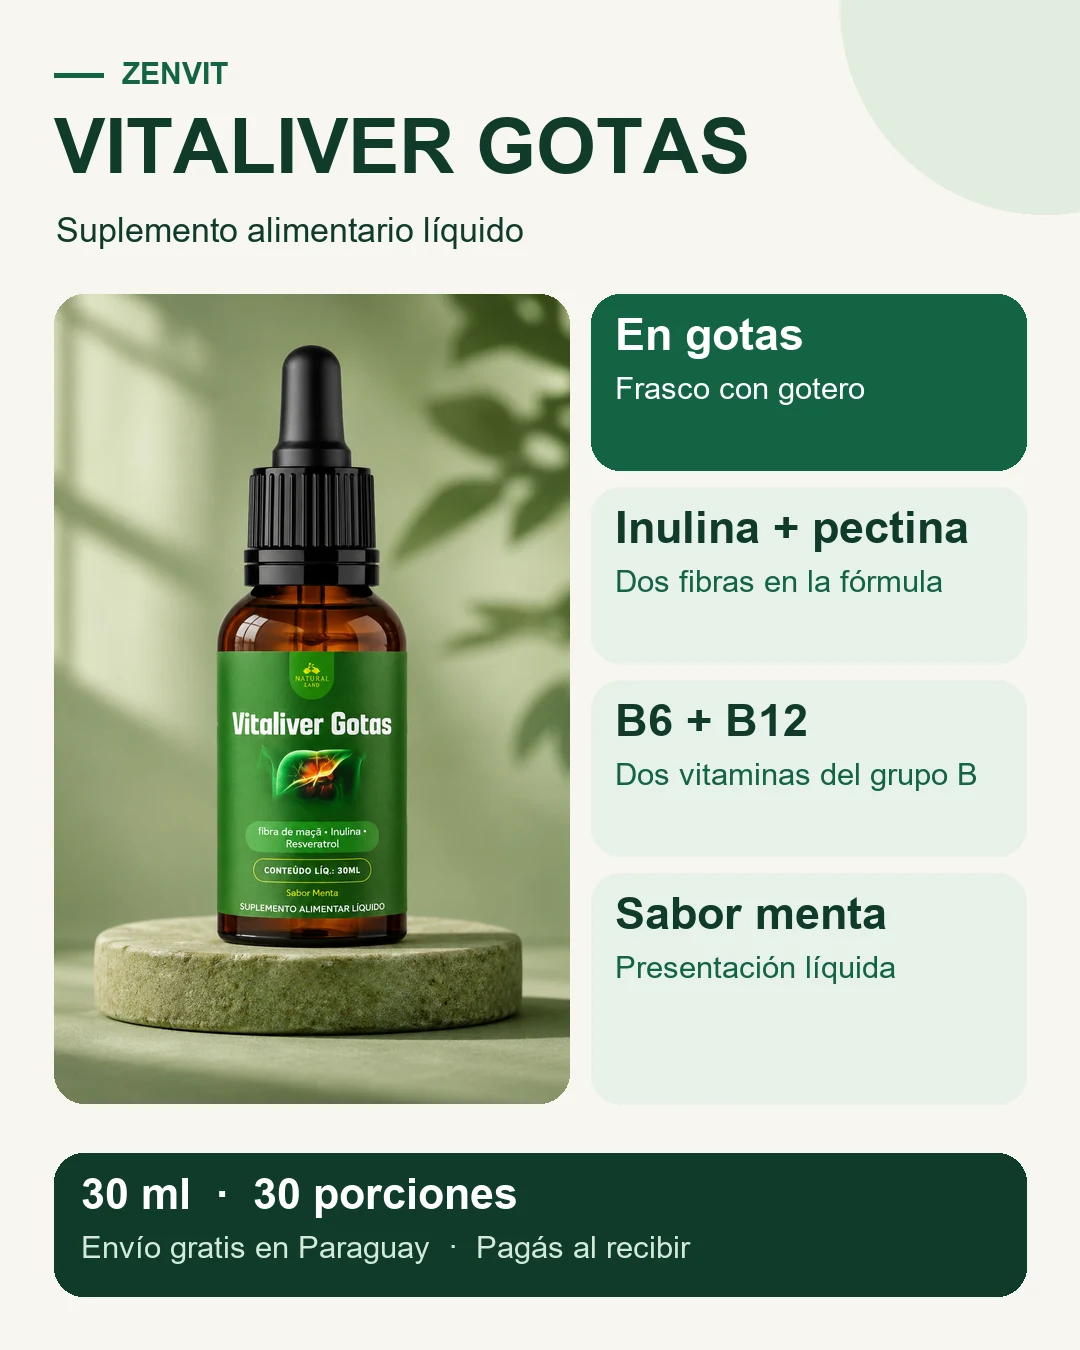 ZENVIT
VITALIVER GOTAS
Suplemento alimentario líquido
NATURAL
LAND
Vitaliver Gotas
fibra de maçã • Inulina •
Resveratrol
CONTEÚDO LÍQ.: 30ML
Sabor Menta
SUPLEMENTO ALIMENTAR LÍQUIDO
En gotas
Frasco con gotero
Inulina + pectina
Dos fibras en la fórmula
B6 + B12
Dos vitaminas del grupo B
Sabor menta
Presentación líquida
30 ml · 30 porciones
Envío gratis en Paraguay · Pagás al recibir